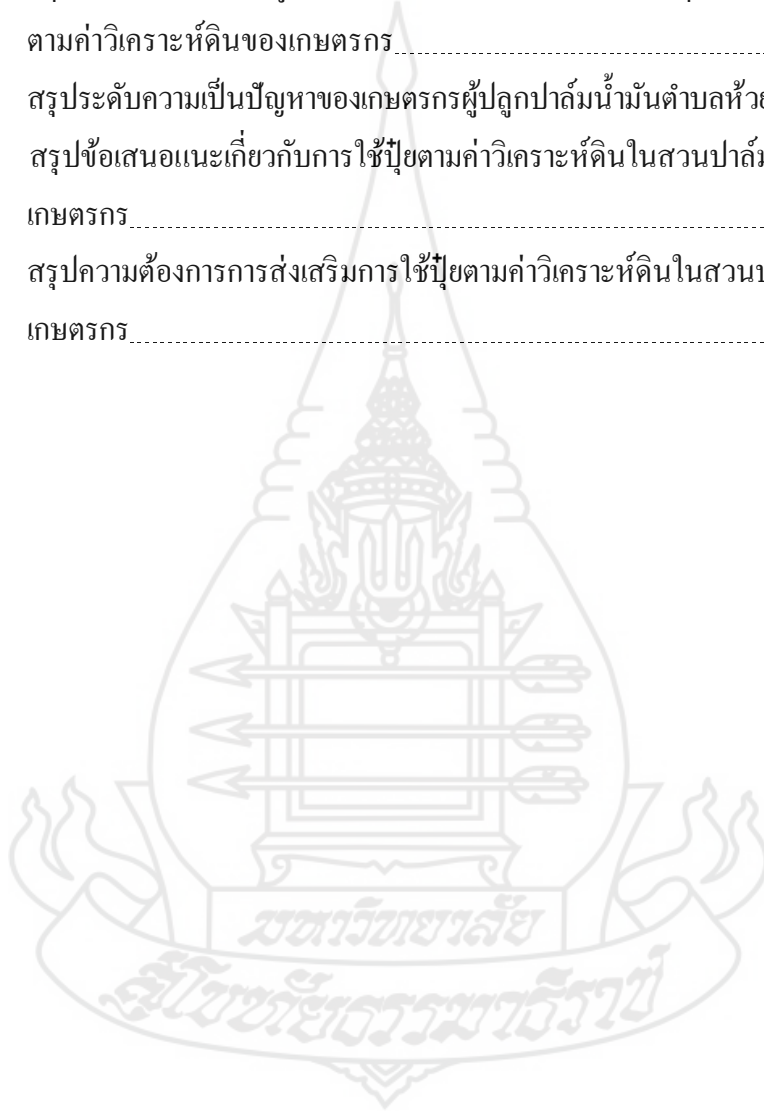 ตามค่าวิเคราะห์ดินของเกษตรกร
สรุประดับความเป็นปัญหาของเกษตรกรผู้ปลูกปาล์มน้ำมันตำบลห้วย
สรุปข้อเสนอแนะเกี่ยวกับการใช้ปุ๋ยตามค่าวิเคราะห์ดินในสวนปาล์ม
เกษตรกร
สรุปความต้องการการส่งเสริมการใช้ปุ๋ยตามค่าวิเคราะห์ดินในสวน
เกษตรกร
มหาวิทยาลัย
สุโขทัยธรรมาธิราช